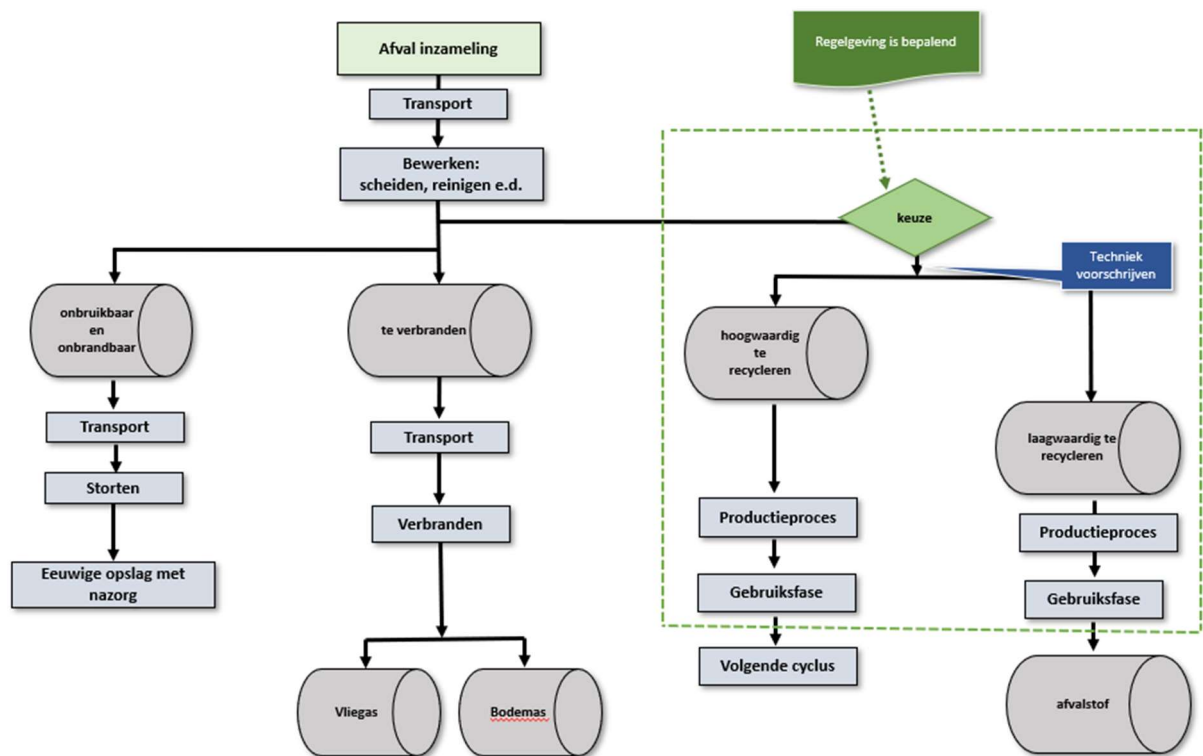 Afval inzameling
Regelgeving is bepalend
Transport
Bewerken:
scheiden, reinigen e.d.
keuze
Techniek
voorschrijven
onbruikbaar
en
onbrandbaar
te verbranden
hoogwaardig
te
recycleren
laagwaardig te
recycleren
Transport
Transport
Storten
Verbranden
Productieproces
Productieproces
Eeuwige opslag met
nazorg
Gebruiksfase
Gebruiksfase
Volgende cyclus
Vliegas
Bodemas
afvalstof